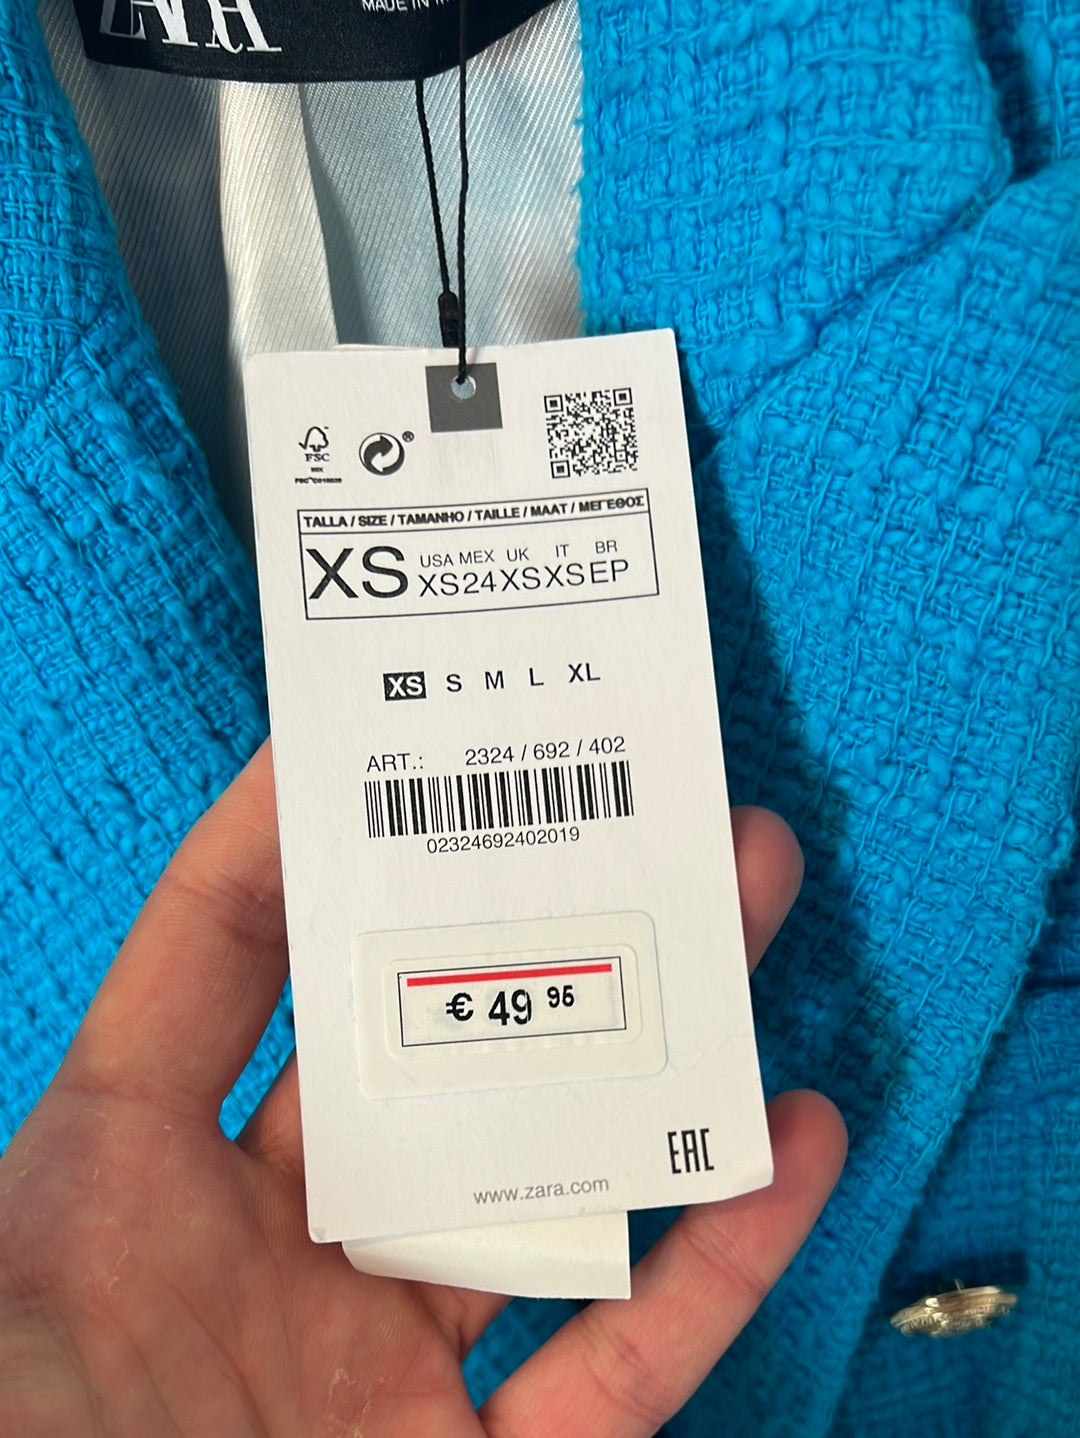 ZARA
MADE IN
FSC
MIX
TALLA / SIZE / TAMANHO / TAILLE / MAAT / ΜΕΓΕΘΟΣ
XS
USA MEX UK IT BR
XS 24 XS XS EP
XS S M L XL
ART.: 2324 / 692 / 402
02324692402019
€ 49 95
EAC
www.zara.com